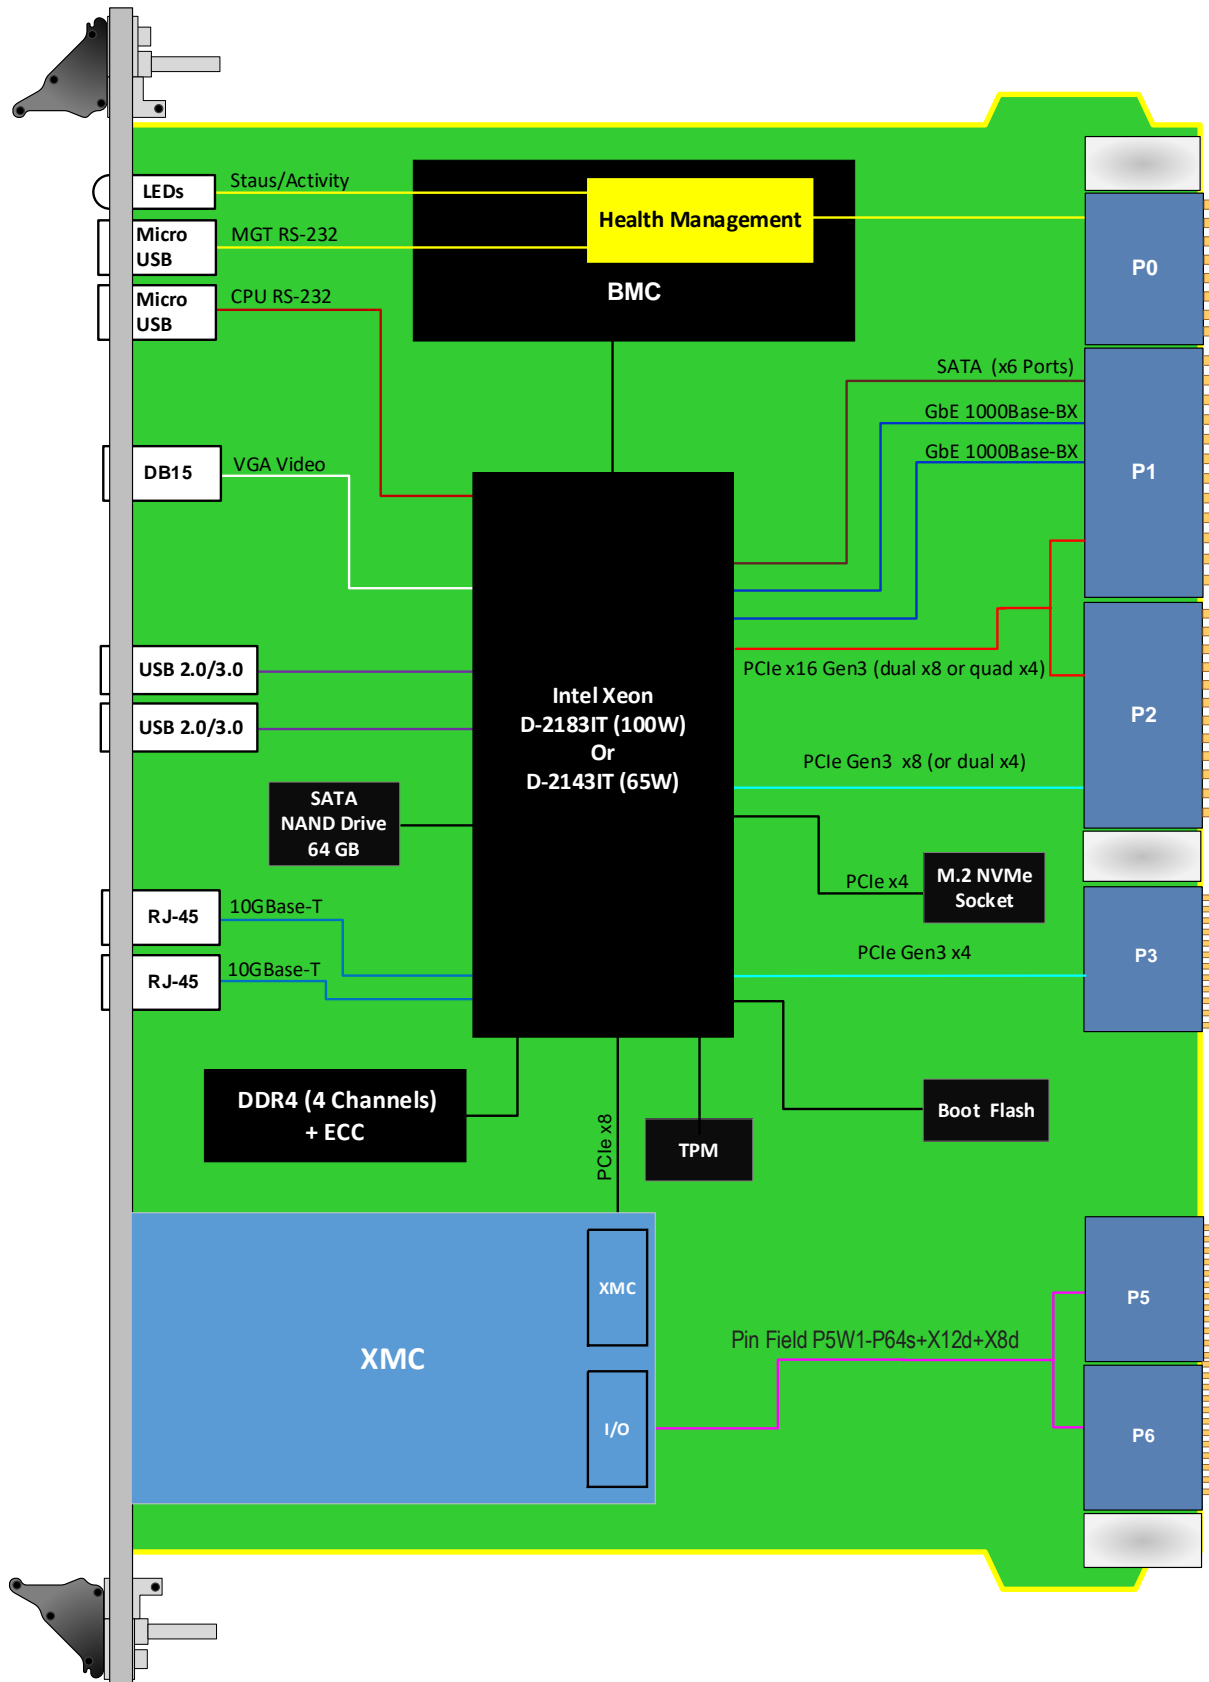 LEDs
Staus/Activity
Health Management
Micro
USB
MGT RS-232
P0
BMC
Micro
USB
CPU RS-232
SATA  (x6 Ports)
GbE 1000Base-BX
GbE 1000Base-BX
DB15
VGA Video
P1
USB 2.0/3.0
PCIe x16 Gen3 (dual x8 or quad x4)
Intel Xeon
D-2183IT (100W)
Or
D-2143IT (65W)
P2
USB 2.0/3.0
PCIe Gen3  x8 (or dual x4)
SATA
NAND Drive
64 GB
PCIe x4
M.2 NVMe
Socket
RJ-45
10GBase-T
PCIe Gen3 x4
P3
RJ-45
10GBase-T
DDR4 (4 Channels)
+ ECC
PCIe x8
TPM
Boot  Flash
XMC
P5
Pin Field P5W1-P64s+X12d+X8d
XMC
I/O
P6